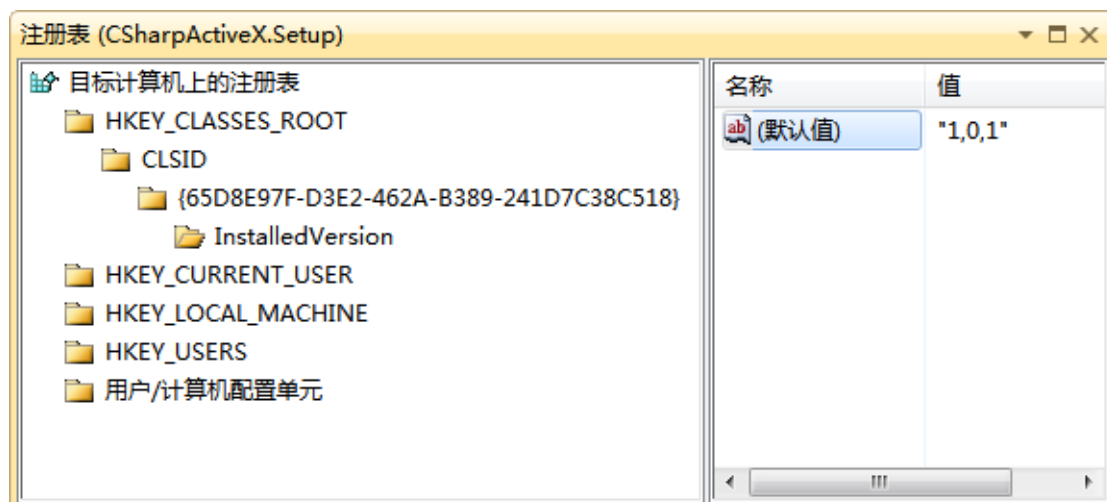 注册表 (CSharpActiveX.Setup)
目标计算机上的注册表
HKEY_CLASSES_ROOT
CLSID
{65D8E97F-D3E2-462A-B389-241D7C38C518}
InstalledVersion
HKEY_CURRENT_USER
HKEY_LOCAL_MACHINE
HKEY_USERS
用户/计算机配置单元
名称 值
ab (默认值) "1,0,1"